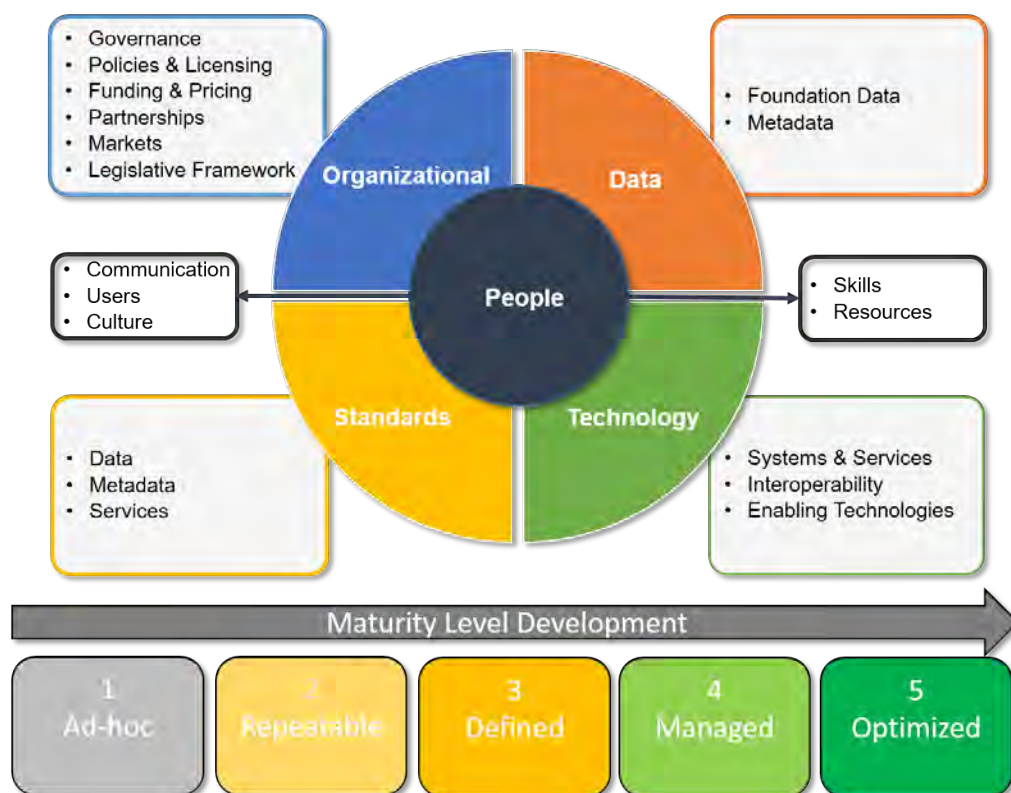 • Governance
• Policies & Licensing
• Funding & Pricing
• Partnerships
• Markets
• Legislative Framework
• Foundation Data
• Metadata
Organizational
Data
• Communication
• Users
• Culture
People
• Skills
• Resources
Standards
Technology
• Data
• Metadata
• Services
• Systems & Services
• Interoperability
• Enabling Technologies
Maturity Level Development
1
Ad-hoc
2
Repeatable
3
Defined
4
Managed
5
Optimized